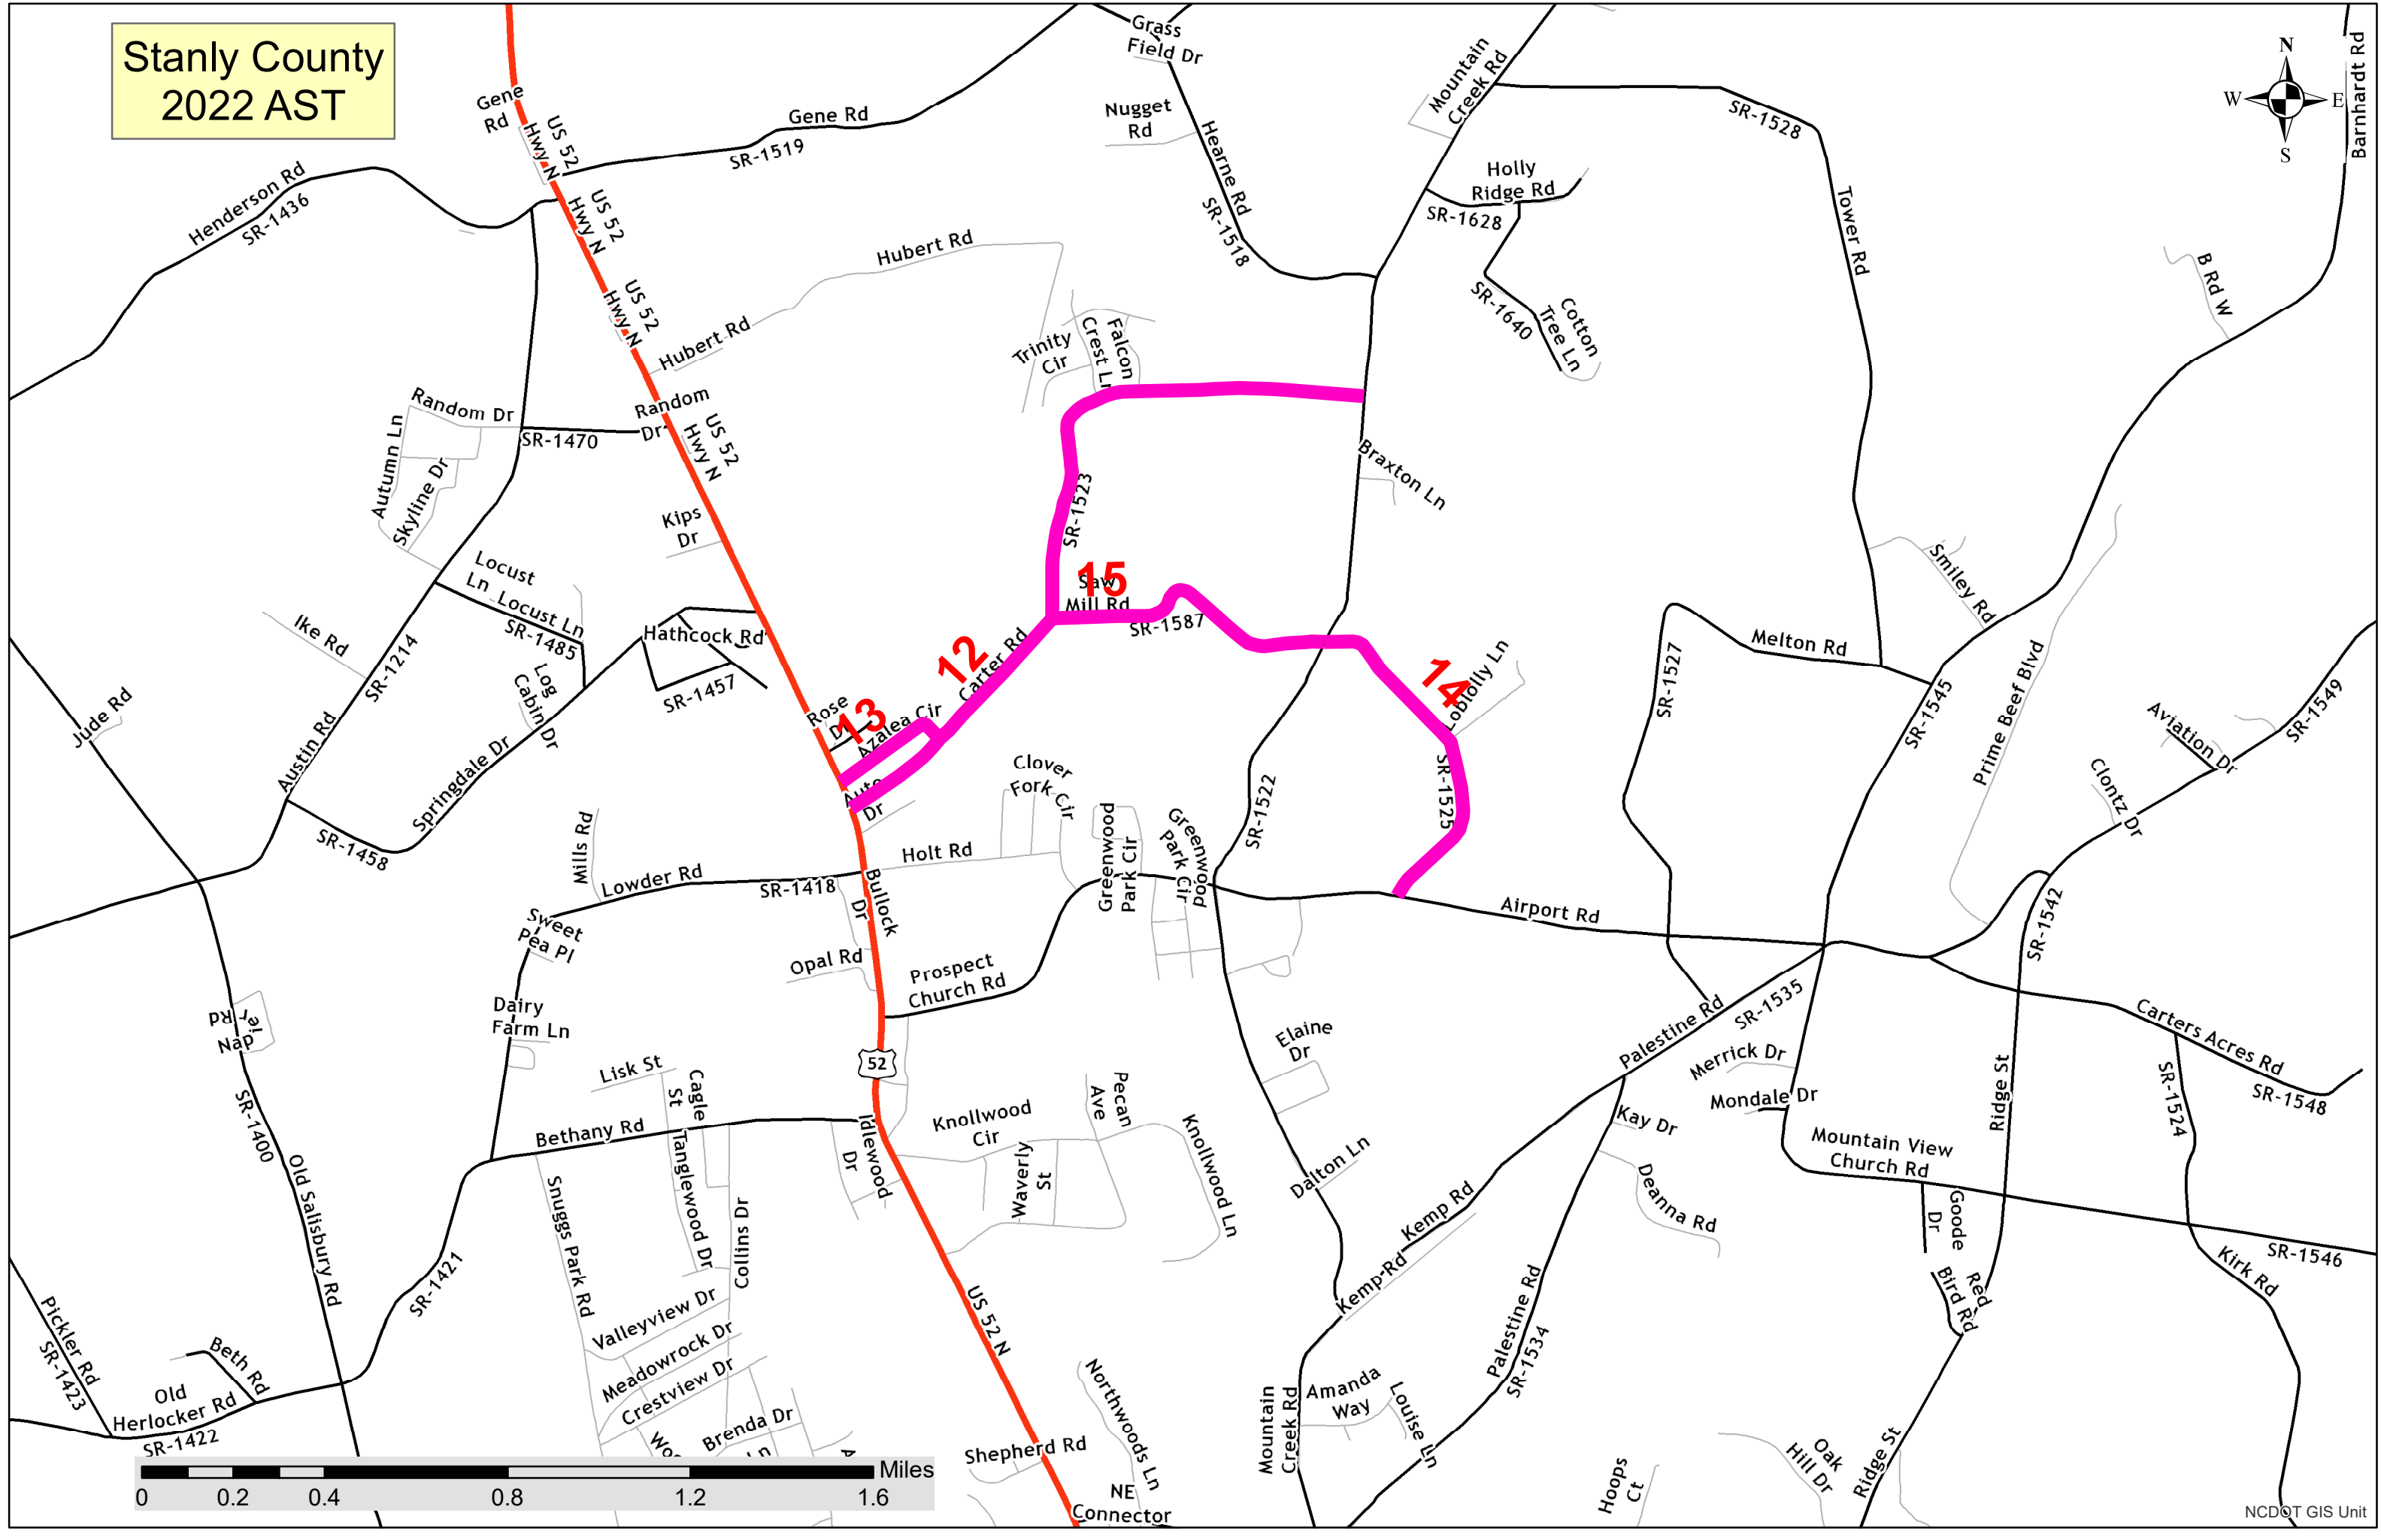 Stanly County
2022 AST
N
W
E
S
Grass
Field Dr
Mountain
Creek Rd
Barnhardt Rd
Gene
Rd
US 52
Hwy N
Gene Rd
SR-1519
Nugget
Rd
Hearne Rd
SR-1518
SR-1528
Holly
Ridge Rd
SR-1628
Tower Rd
Henderson Rd
SR-1436
US 52
Hwy N
Hubert Rd
US 52
Hwy N
Hubert Rd
SR-1640
Cotton
Tree Ln
B Rd W
Trinity
Cir
Falcon
Crest Ln
Random Dr
SR-1470
Random
Dr
US 52
Hwy N
Autumn Ln
Skyline Dr
Braxton Ln
SR-1523
Kips
Dr
Locust
Ln
Locust Ln
SR-1485
15
Saw
Mill Rd
SR-1587
Smiley Rd
Ike Rd
SR-1214
Hathcock Rd
SR-1457
12
Carter Rd
Melton Rd
SR-1527
14
Loblolly Ln
SR-1545
Prime Beef Blvd
SR-1549
Aviation Dr
Jude Rd
Log
Cabin Dr
Rose
Dr
13
Azalea Cir
Auto
Dr
Austin Rd
Springdale Dr
SR-1458
Clover
Fork Cir
SR-1522
SR-1525
Clontz Dr
Mills Rd
Lowder Rd
SR-1418
Holt Rd
Greenwood
Park Cir
Greenwood
Park Cir
Bullock
Dr
Airport Rd
SR-1542
Sweet
Pea Pl
Opal Rd
Prospect
Church Rd
Napier Rd
Dairy
Farm Ln
Palestine Rd
SR-1535
Carters Acres Rd
SR-1548
52
Elaine
Dr
Merrick Dr
Mondale Dr
Ridge St
SR-1524
Lisk St
Cagle
St
SR-1400
Bethany Rd
Idlewood
Dr
Knollwood
Cir
Pecan
Ave
Knollwood Ln
Kay Dr
Mountain View
Church Rd
Old Salisbury Rd
Tanglewood Dr
Waverly
St
Dalton Ln
Deanna Rd
Goode
Dr
Snuggs Park Rd
Collins Dr
Kemp Rd
Kemp Rd
SR-1546
Kirk Rd
SR-1421
Red
Bird Rd
Pickler Rd
SR-1423
Valleyview Dr
US 52 N
Palestine Rd
SR-1534
Meadowrock Dr
Beth Rd
Crestview Dr
Old
Herlocker Rd
SR-1422
Northwoods Ln
Mountain
Creek Rd
Amanda
Way
Louise Ln
Brenda Dr
Shepherd Rd
Oak
Hill Dr
Ridge St
Hoops
Ct
NE
Connector
Miles
0 0.2 0.4 0.8 1.2 1.6
NCDOT GIS Unit